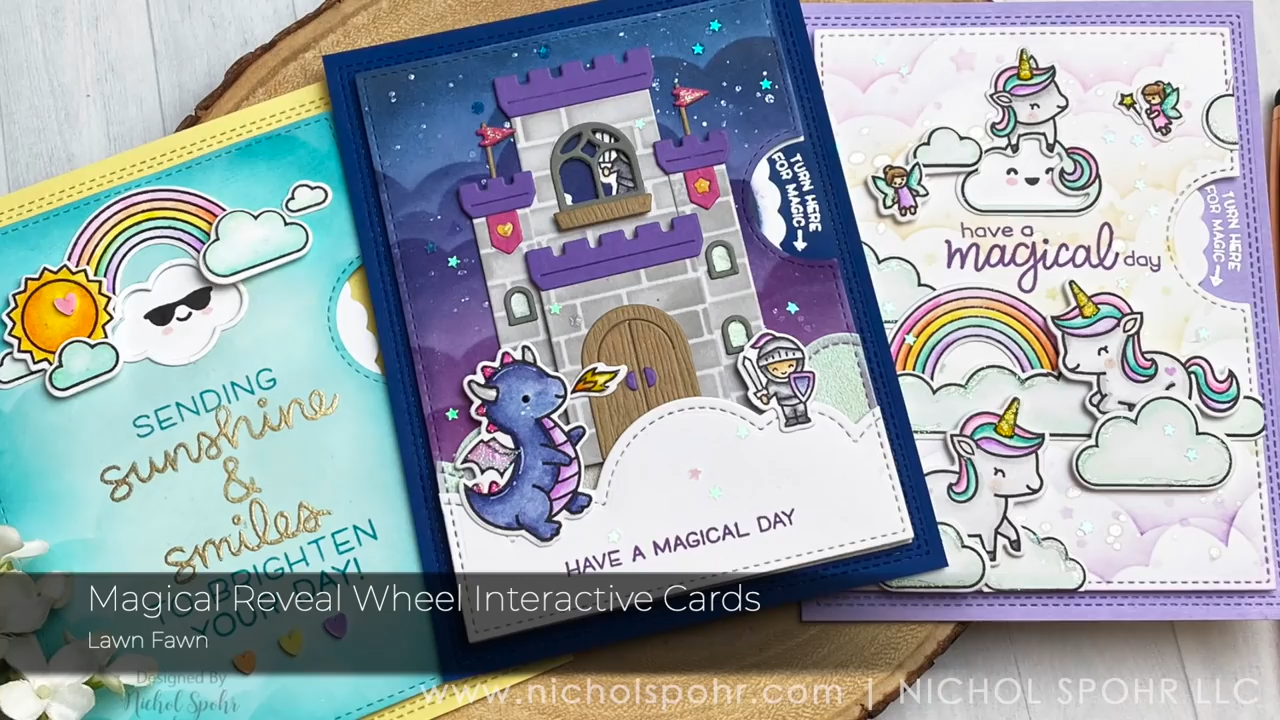 SENDING
sunshine
&
smiles
TO BRIGHTEN
YOUR DAY!
TURN HERE
FOR MAGIC→
HAVE A MAGICAL DAY
have a
magical day
TURN HERE
FOR MAGIC→
Magical Reveal Wheel Interactive Cards
Lawn Fawn
Designed By
Nichol Spohr
www.nicholspohr.com | NICHOL SPOHR LLC